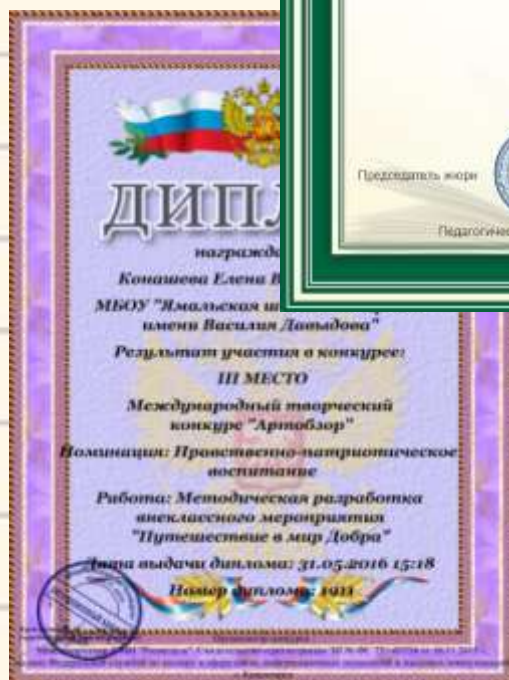 Председатель жюри
ДИПЛ
Конашева Елена В
МБОУ "Ямальская
имени Василия Давыдова"
Результат участия в конкурсе:
III МЕСТО
Международный творческий
конкурс "Артобзор"
Номинация: Нравственно-патриотическое
воспитание
Работа: Методическая разработка
внеклассного мероприятия
"Путешествие в мир Добра"
Дата выдачи диплома: 31.05.2016 15:18
Номер диплома: 1911